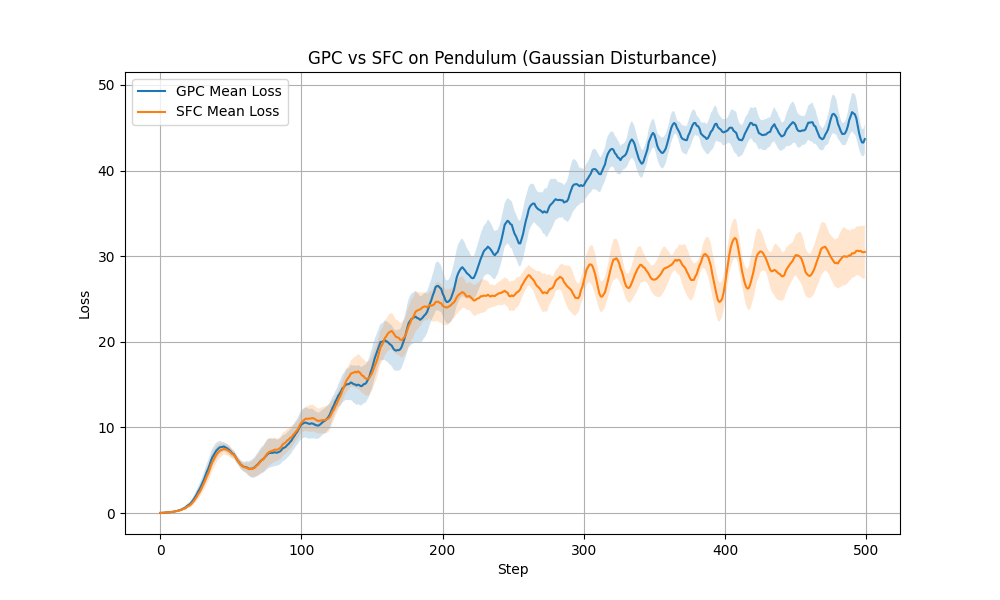 GPC vs SFC on Pendulum (Gaussian Disturbance)
GPC Mean Loss
SFC Mean Loss
50
40
30
20
10
0
Loss
0 100 200 300 400 500
Step